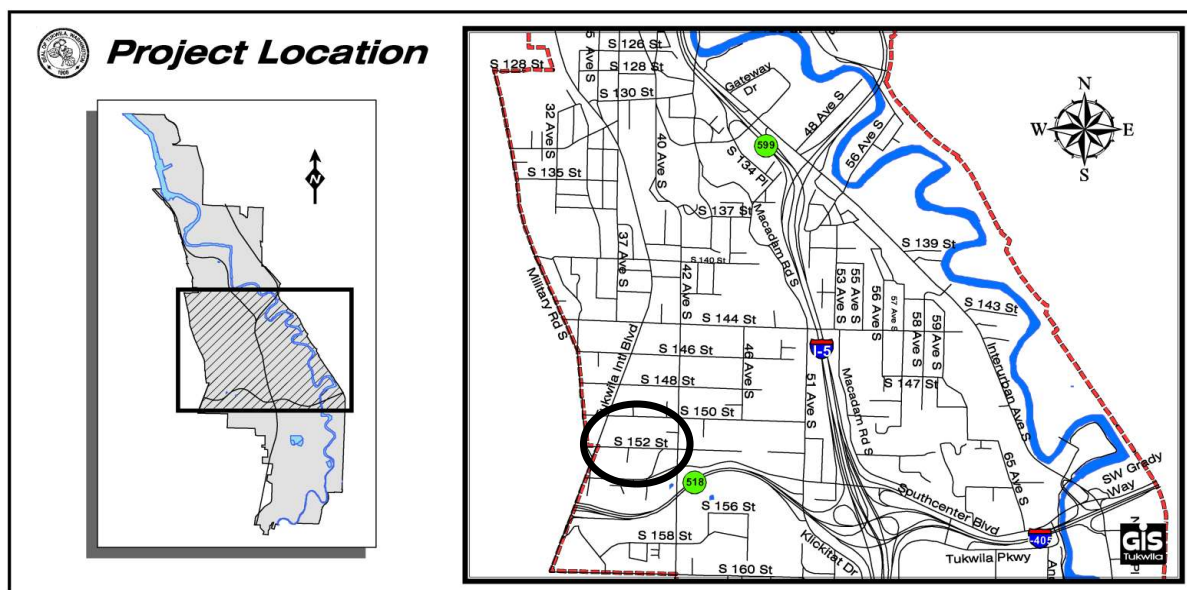 SEAL OF TUKWILA, WASHINGTON
1908
Project Location
N
S 126 St
S 128 St
S 128 St
S 130 St
Gateway Dr
48 Ave S
56 Ave S
32 Ave S
40 Ave S
599
S 134 Pl
S 135 St
S 137 St
Macadam Rd S
S 139 St
37 Ave S
S 140 St
42 Ave S
Military Rd S
53 Ave S
55 Ave S
56 Ave S
57 Ave S
58 Ave S
59 Ave S
S 143 St
S 144 St
S 146 St
46 Ave S
I-5
Interurban Ave S
S 147 St
S 148 St
Tukwila Intl Blvd
51 Ave S
Macadam Rd S
S 150 St
S 152 St
65 Ave S
SW Grady Way
518
Southcenter Blvd
S 156 St
S 158 St
Klickitat Dr
Tukwila Pkwy
I-405
S 160 St
N
W E
S
GIS
Tukwila